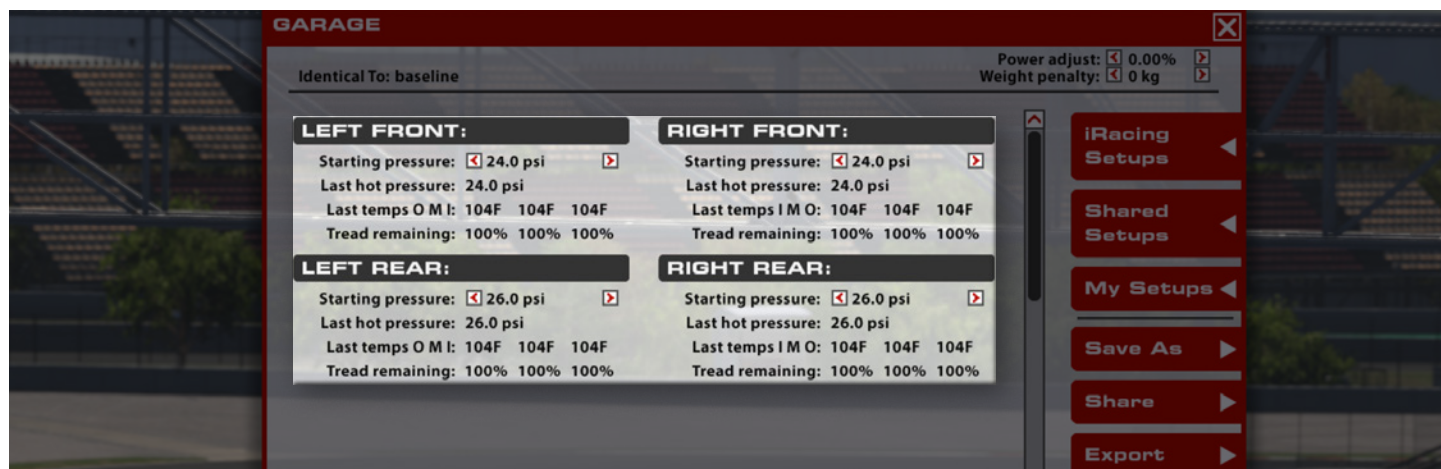 GARAGE
Identical To: baseline
Power adjust: 0.00%
Weight penalty: 0 kg
LEFT FRONT:
Starting pressure: 24.0 psi
Last hot pressure: 24.0 psi
Last temps O M I: 104F 104F 104F
Tread remaining: 100% 100% 100%
RIGHT FRONT:
Starting pressure: 24.0 psi
Last hot pressure: 24.0 psi
Last temps I M O: 104F 104F 104F
Tread remaining: 100% 100% 100%
LEFT REAR:
Starting pressure: 26.0 psi
Last hot pressure: 26.0 psi
Last temps O M I: 104F 104F 104F
Tread remaining: 100% 100% 100%
RIGHT REAR:
Starting pressure: 26.0 psi
Last hot pressure: 26.0 psi
Last temps I M O: 104F 104F 104F
Tread remaining: 100% 100% 100%
iRacing
Setups
Shared
Setups
My Setups
Save As
Share
Export